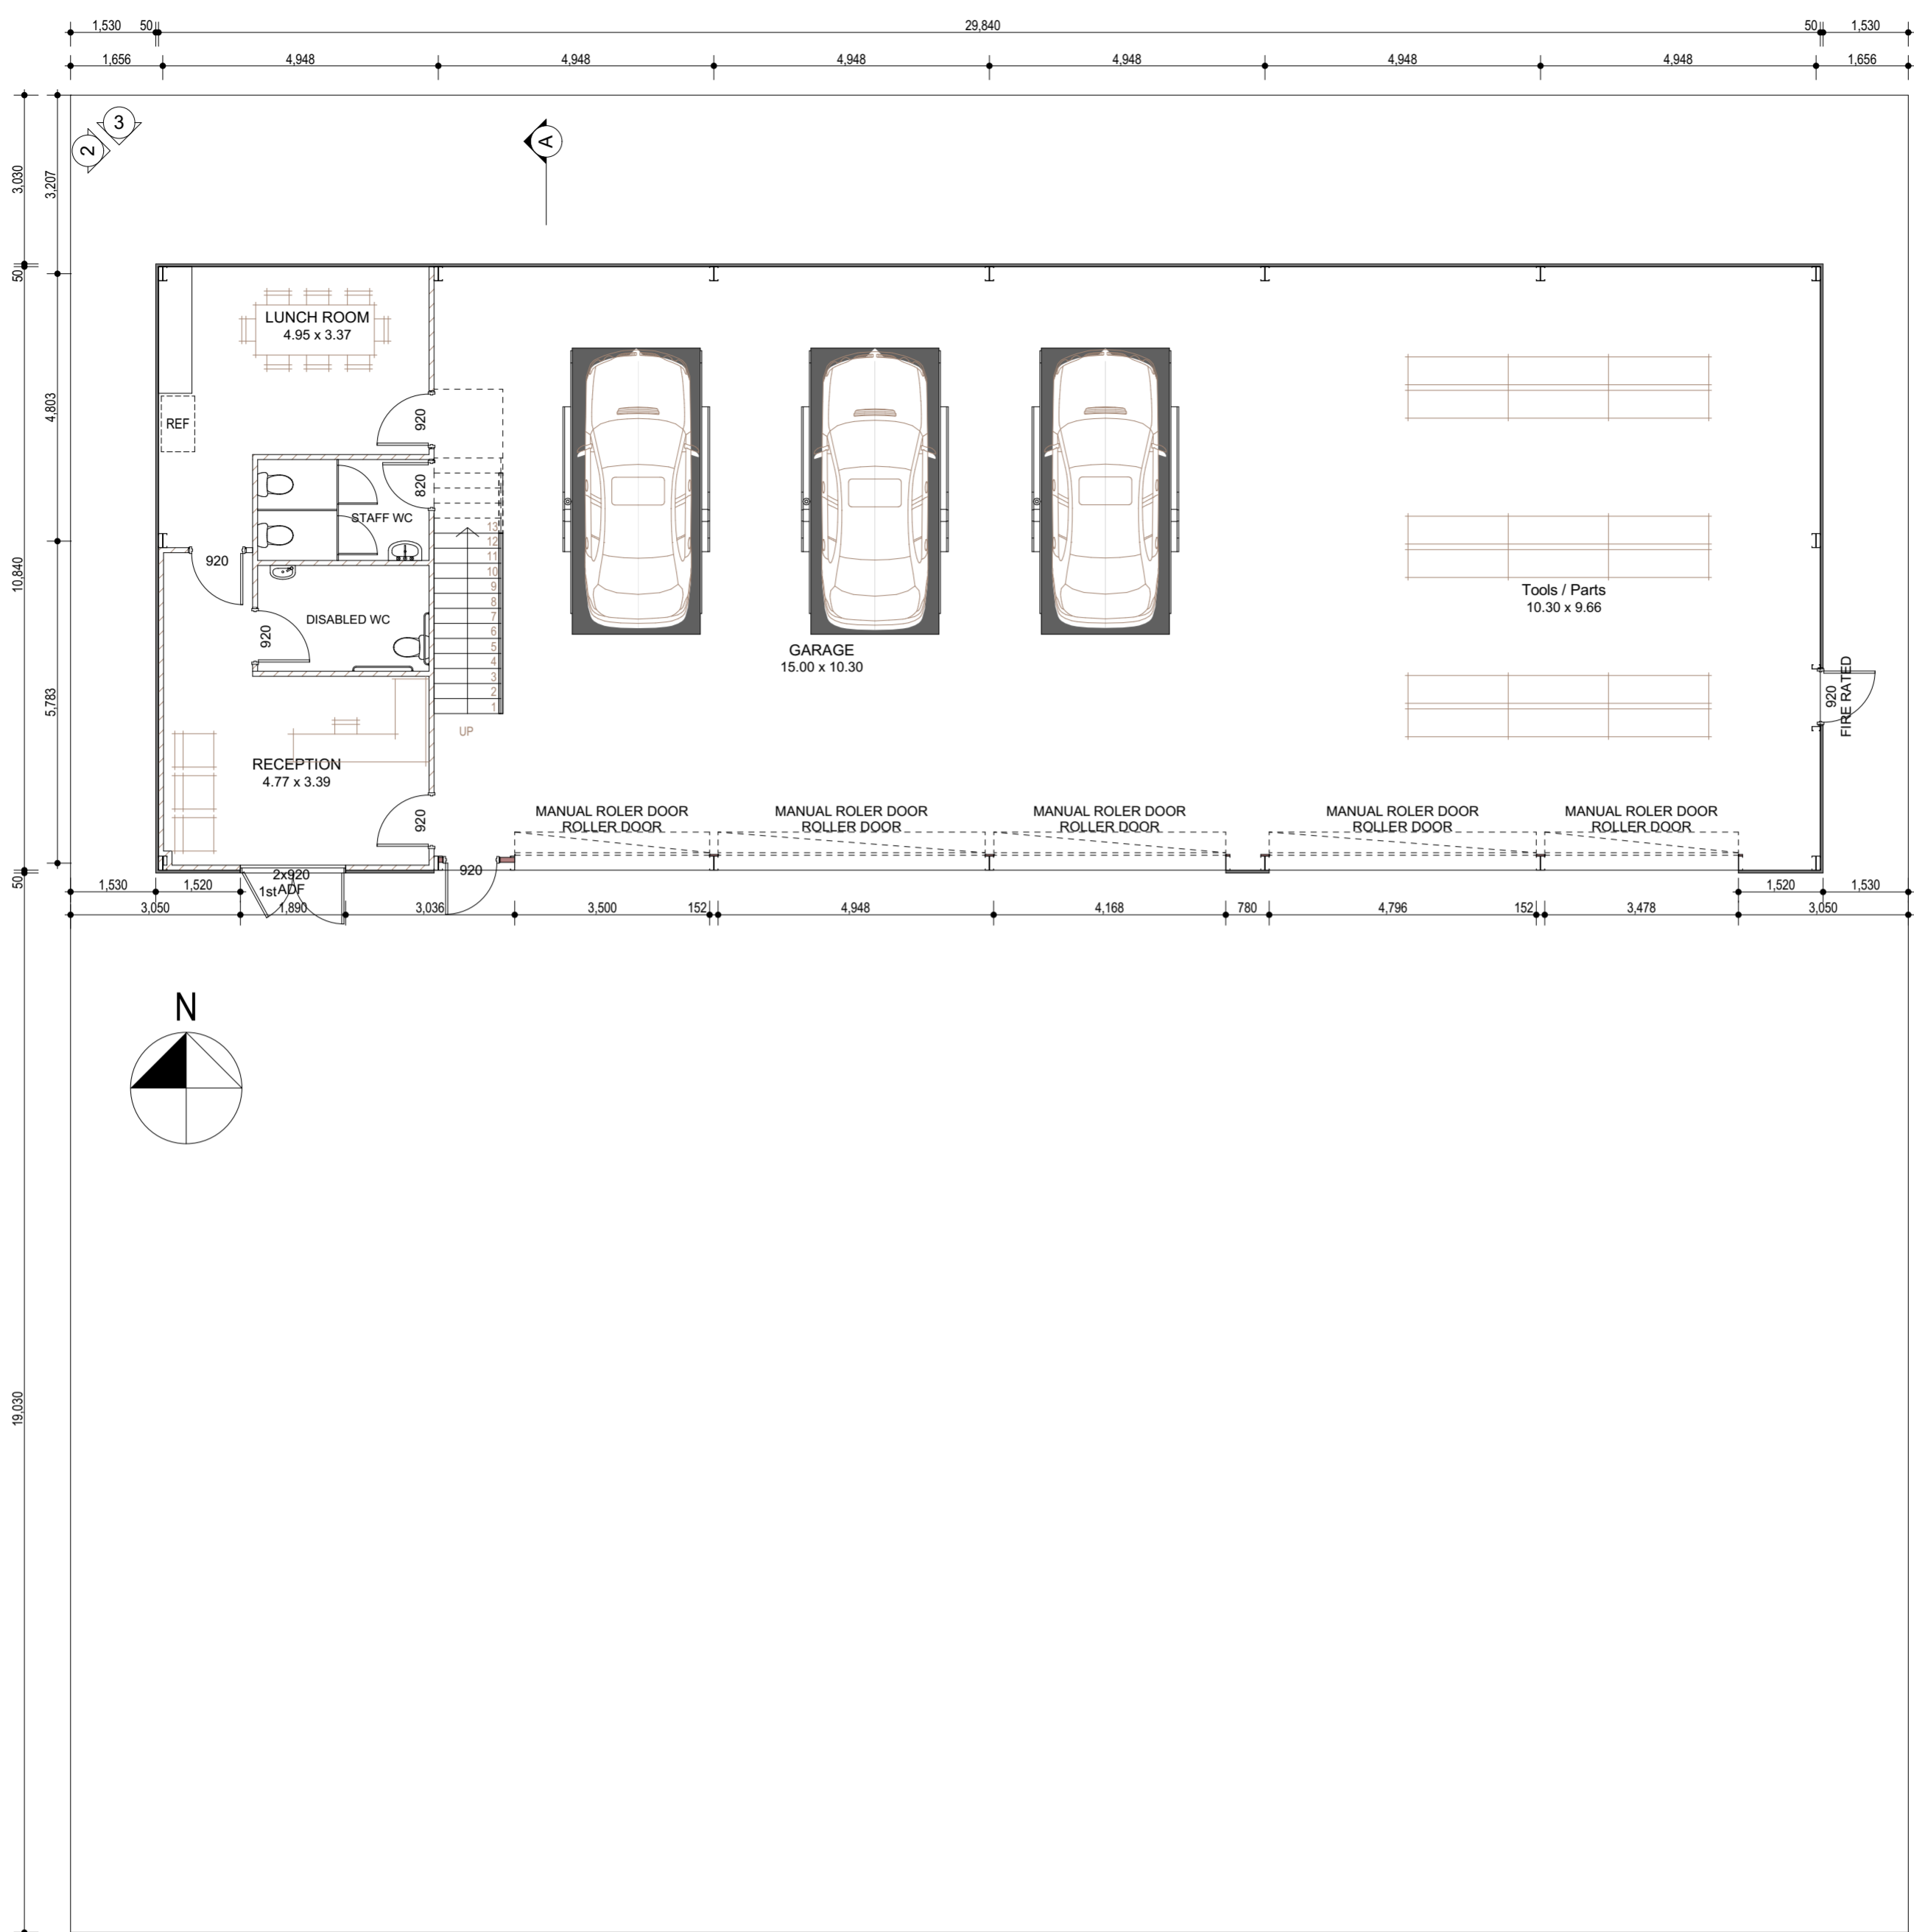 1,530 50 29,840 50 1,530
1,656 4,948 4,948 4,948 4,948 4,948 4,948 1,656
3
2
A
3,030
3,207
50
LUNCH ROOM
4.95 x 3.37
4,803
REF
920
820
STAFF WC
920
10,840
DISABLED WC
920
13
12
11
10
9
8
7
6
5
4
3
2
1
UP
Tools / Parts
10.30 x 9.66
GARAGE
15.00 x 10.30
5,783
920
FIRE RATED
RECEPTION
4.77 x 3.39
920
MANUAL ROLER DOOR
ROLLER DOOR
MANUAL ROLER DOOR
ROLLER DOOR
MANUAL ROLER DOOR
ROLLER DOOR
MANUAL ROLER DOOR
ROLLER DOOR
MANUAL ROLER DOOR
ROLLER DOOR
920
2x920
1stADF
50
1,530 1,520 1,520 1,530
3,050 1,890 3,036 3,500 152 4,948 4,168 780 4,796 152 3,478 3,050
N
19,030